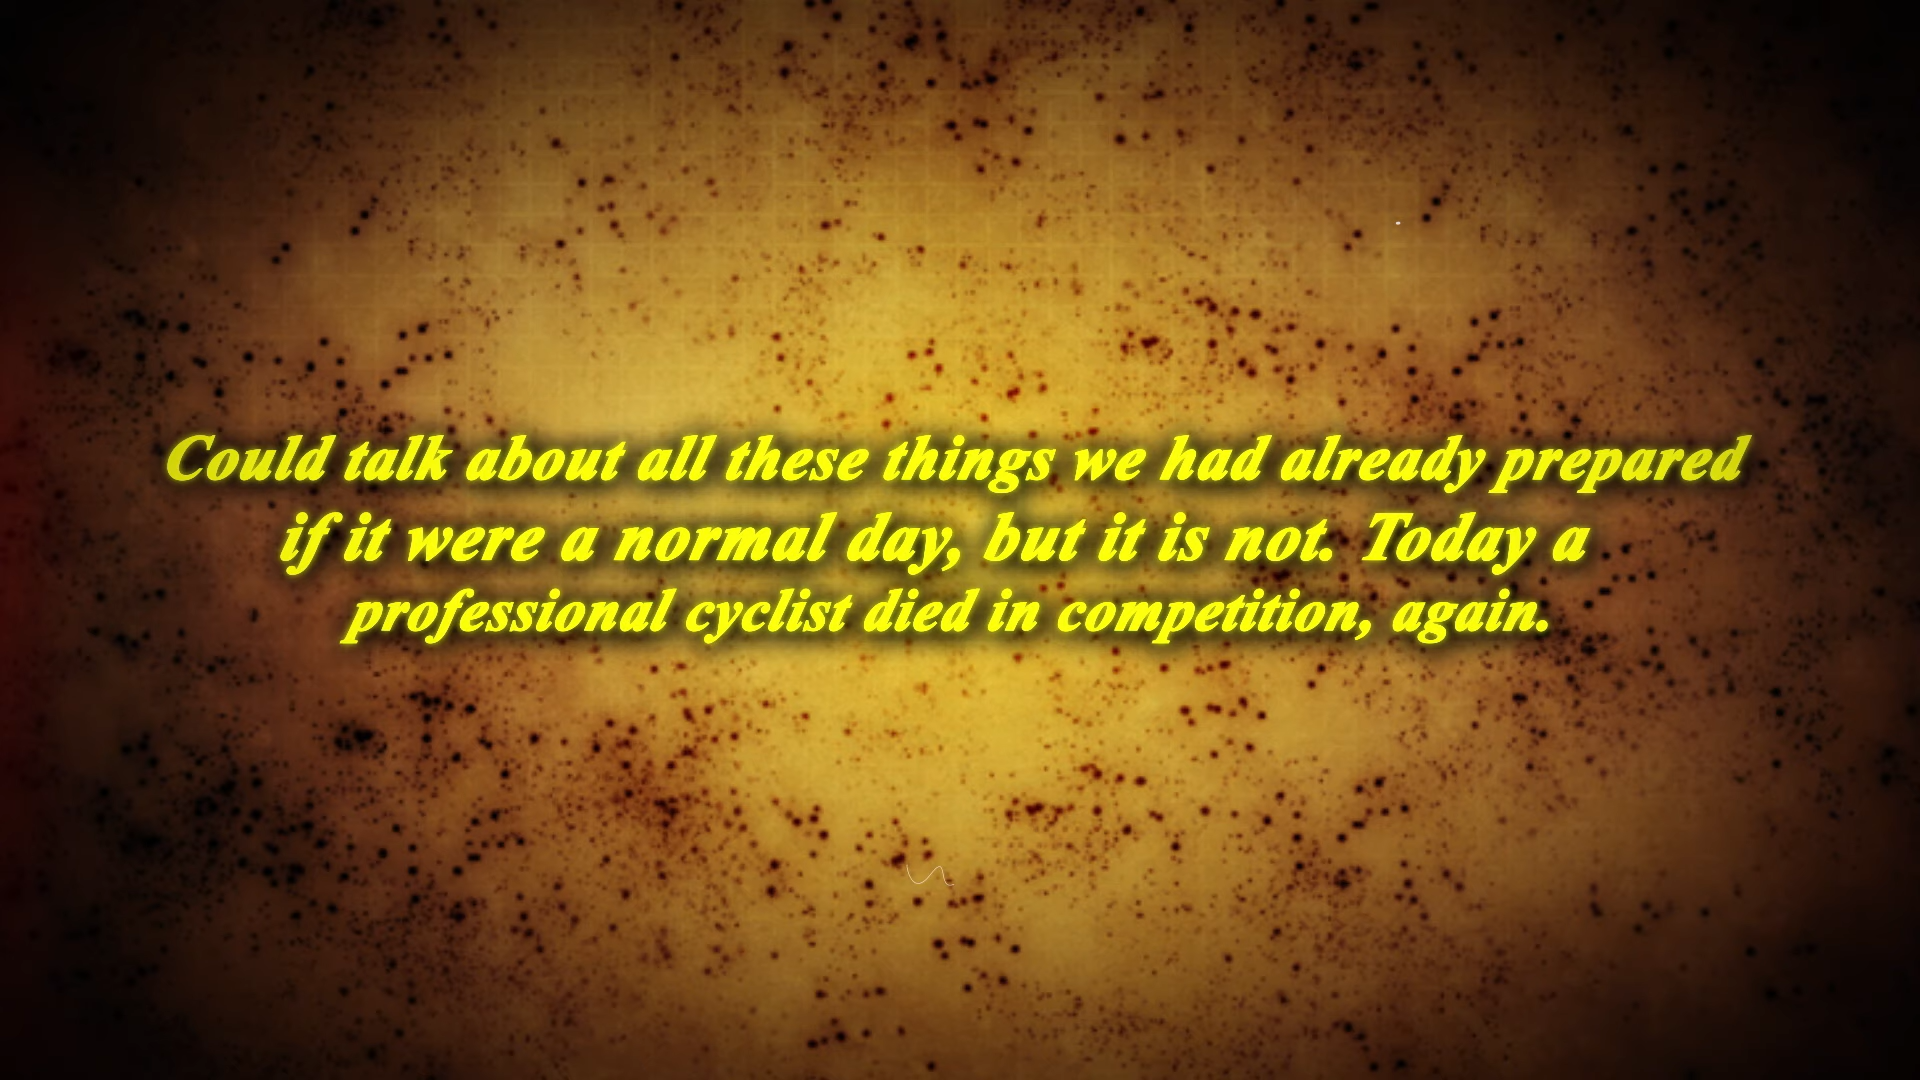 Could talk about all these things we had already prepared
if it were a normal day, but it is not. Today a
professional cyclist died in competition, again.